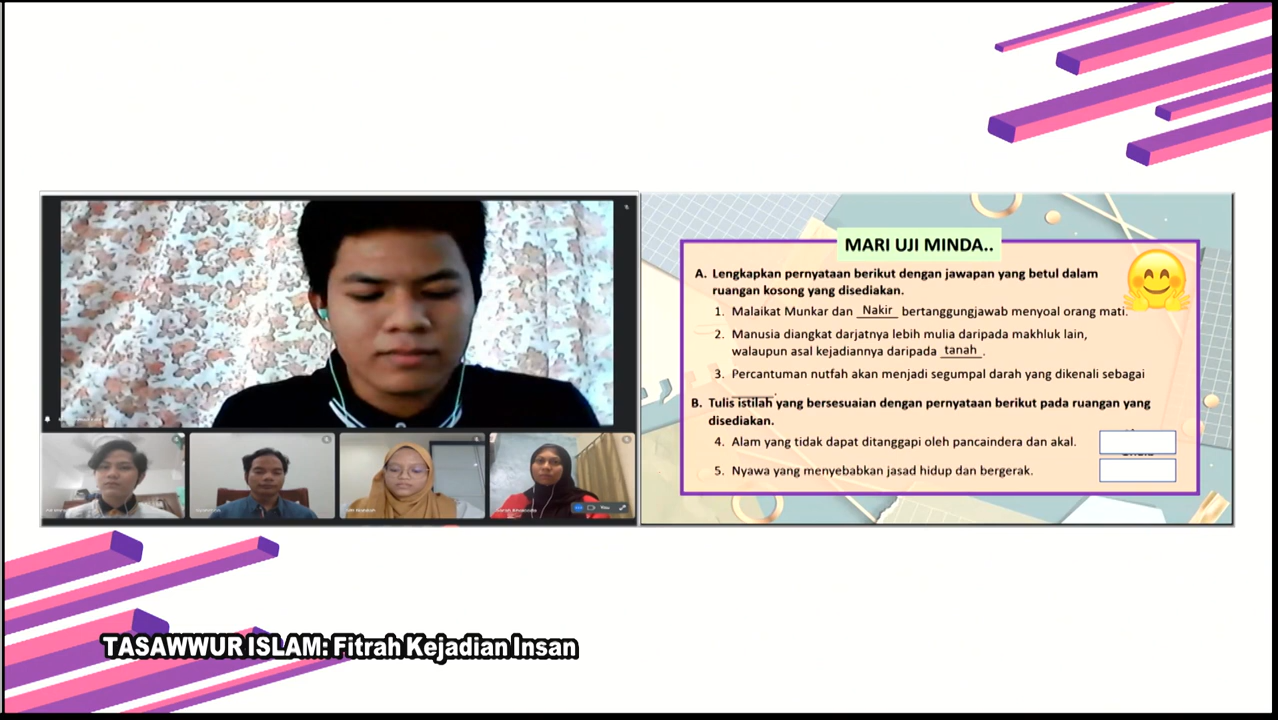 MARI UJI MINDA..
A. Lengkapkan pernyataan berikut dengan jawapan yang betul dalam
ruangan kosong yang disediakan.
1. Malaikat Munkar dan Nakir bertanggungjawab menyoal orang mati.
2. Manusia diangkat darjatnya lebih mulia daripada makhluk lain,
walaupun asal kejadiannya daripada tanah.
3. Percantuman nutfah akan menjadi segumpal darah yang dikenali sebagai
B. Tulis istilah yang bersesuaian dengan pernyataan berikut pada ruangan yang
disediakan.
4. Alam yang tidak dapat ditanggapi oleh pancaindera dan akal.
5. Nyawa yang menyebabkan jasad hidup dan bergerak.
View
TASAWWUR ISLAM: Fitrah Kejadian Insan